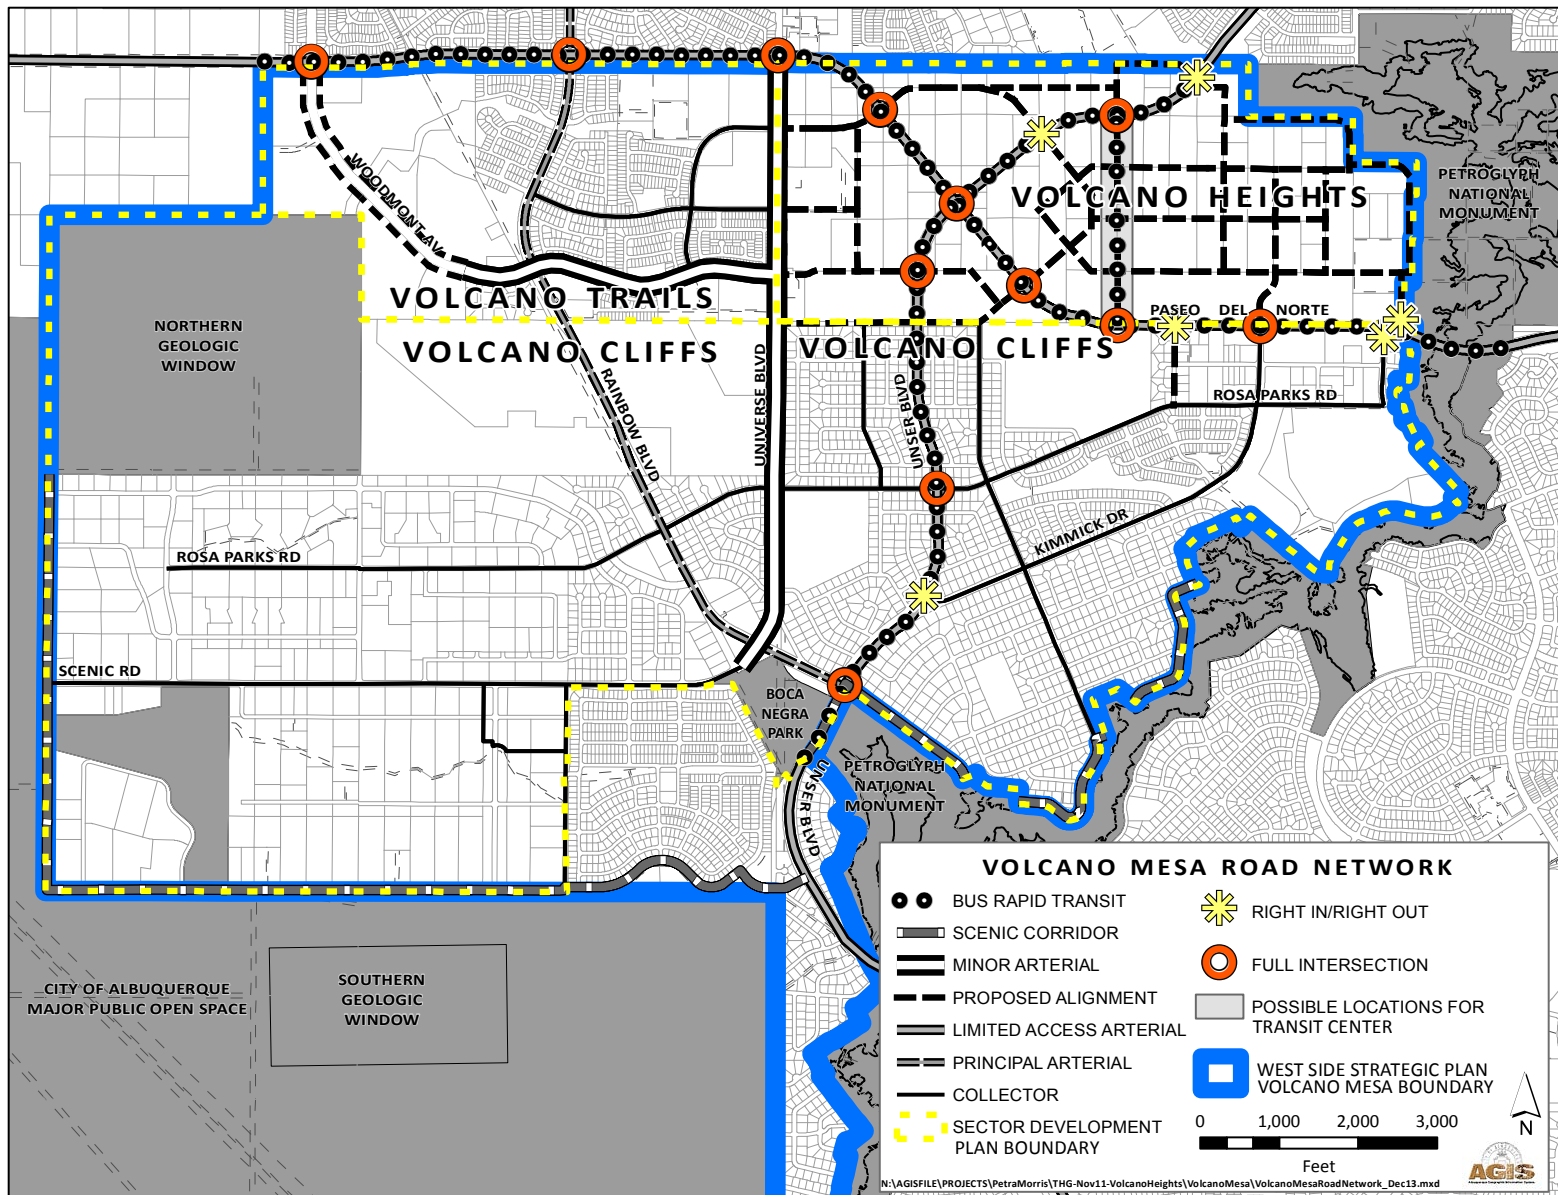 WOODMONT AV.
VOLCANO HEIGHTS
PETROGLYPH
NATIONAL
MONUMENT
VOLCANO TRAILS
PASEO DEL NORTE
NORTHERN
GEOLOGIC
WINDOW
VOLCANO CLIFFS
VOLCANO CLIFFS
RAINBOW BLVD
UNIVERSE BLVD
UNSER BLVD
ROSA PARKS RD
KIMMICK DR
ROSA PARKS RD
SCENIC RD
BOCA
NEGRA
PARK
UNSER BLVD
PETROGLYPH
NATIONAL
MONUMENT
CITY OF ALBUQUERQUE
MAJOR PUBLIC OPEN SPACE
SOUTHERN
GEOLOGIC
WINDOW
VOLCANO MESA ROAD NETWORK
BUS RAPID TRANSIT
SCENIC CORRIDOR
MINOR ARTERIAL
PROPOSED ALIGNMENT
LIMITED ACCESS ARTERIAL
PRINCIPAL ARTERIAL
COLLECTOR
SECTOR DEVELOPMENT
PLAN BOUNDARY
RIGHT IN/RIGHT OUT
FULL INTERSECTION
POSSIBLE LOCATIONS FOR
TRANSIT CENTER
WEST SIDE STRATEGIC PLAN
VOLCANO MESA BOUNDARY
0 1,000 2,000 3,000
Feet
N
AGIS
N:\AGISFILE\PROJECTS\PetraMorris\THG-Nov11-VolcanoHeights\VolcanoMesa\VolcanoMesaRoadNetwork_Dec13.mxd